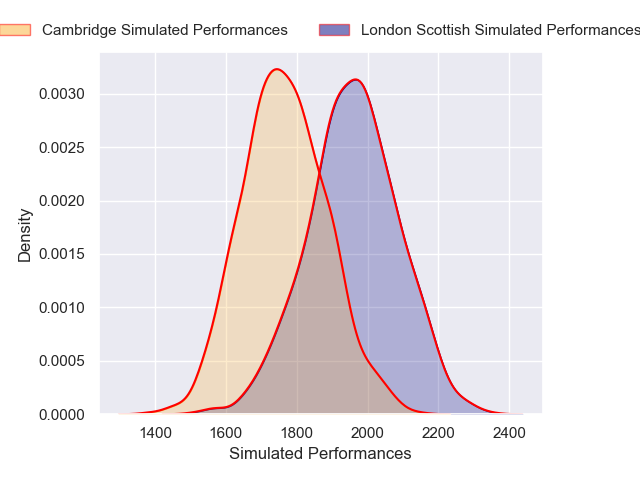 Cambridge Simulated Performances London Scottish Simulated Performances
0.0030
0.0025
0.0020
0.0015
0.0010
0.0005
0.0000
Density
1400 1600 1800 2000 2200 2400
Simulated Performances